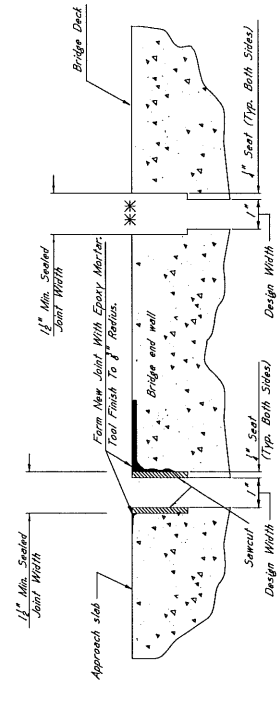 1½" Min. Sealed
Joint Width
Form New Joint With Epoxy Mortar.
Tool Finish To ⅛" Radius.
1½" Min. Sealed
Joint Width
Bridge Deck
Approach slab
Bridge end wall
**
Sawcut
1"
Design Width
¼" Seat
(Typ. Both Sides)
1"
Design Width
¼" Seat (Typ. Both Sides)